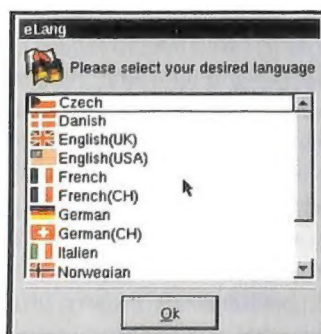 eLang
Please select your desired language
Czech
Danish
English(UK)
English(USA)
French
French(CH)
German
German(CH)
Italien
Norwegian
Ok